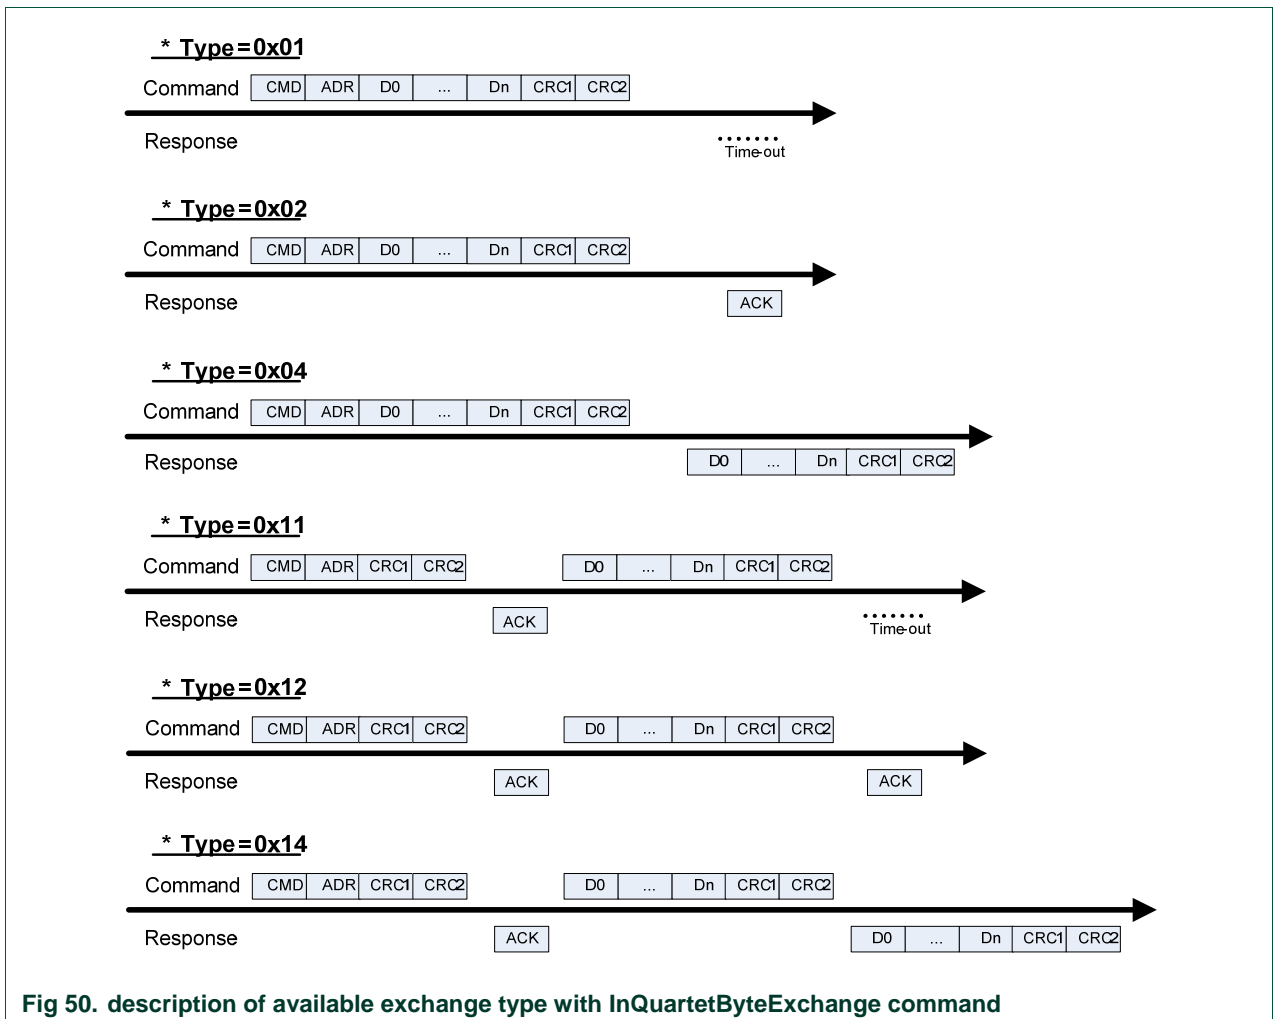 * Type=0x01
Command CMD ADR D0 ... Dn CRC1 CRC2
Response
Time-out
* Type=0x02
Command CMD ADR D0 ... Dn CRC1 CRC2
Response ACK
* Type=0x04
Command CMD ADR D0 ... Dn CRC1 CRC2
Response D0 ... Dn CRC1 CRC2
* Type=0x11
Command CMD ADR CRC1 CRC2 D0 ... Dn CRC1 CRC2
Response ACK
Time-out
* Type=0x12
Command CMD ADR CRC1 CRC2 D0 ... Dn CRC1 CRC2
Response ACK ACK
* Type=0x14
Command CMD ADR CRC1 CRC2 D0 ... Dn CRC1 CRC2
Response ACK D0 ... Dn CRC1 CRC2
Fig 50. description of available exchange type with InQuartetByteExchange command